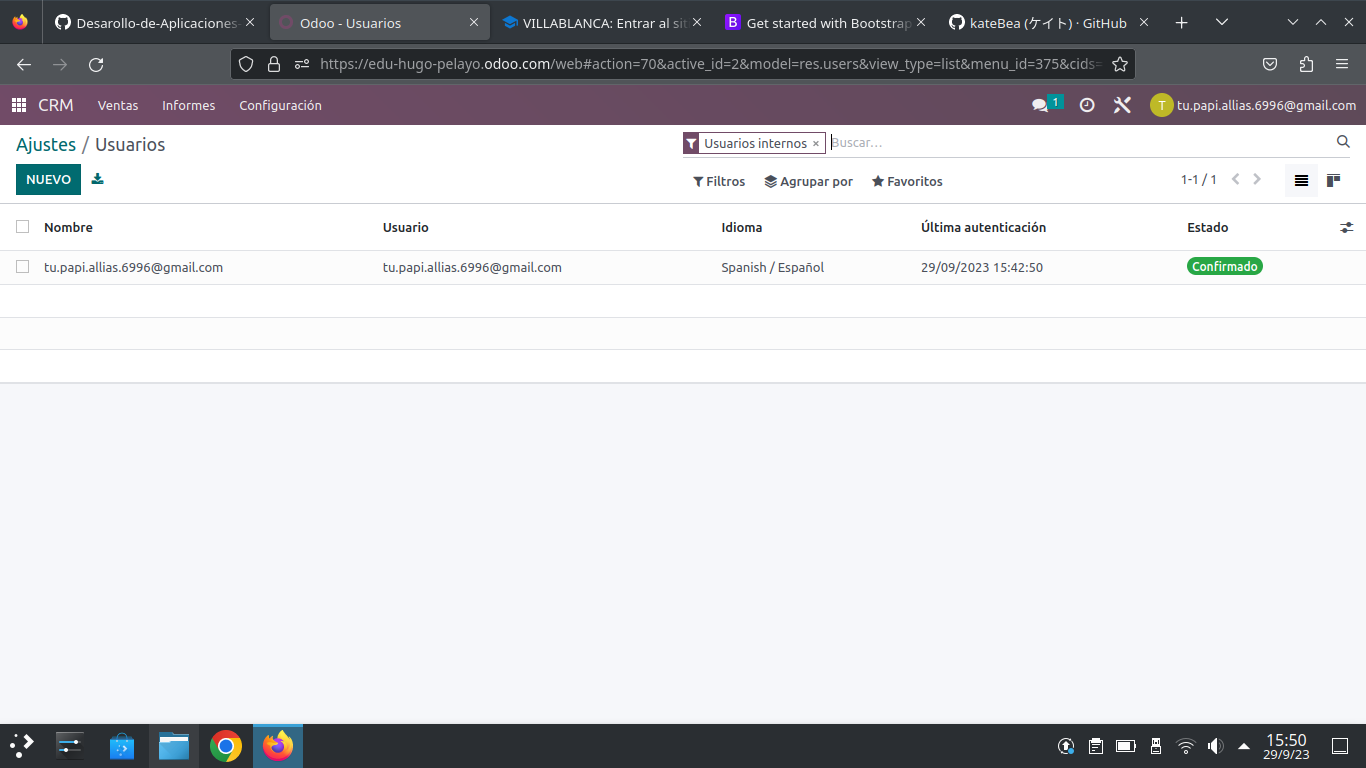 Desarollo-de-Aplicaciones-
Odoo - Usuarios
VILLABLANCA: Entrar al sit
B Get started with Bootstrap
kateBea (ケイト) · GitHub
https://edu-hugo-pelayo.odoo.com/web#action=70&active_id=2&model=res.users&view_type=list&menu_id=375&cids=
CRM Ventas Informes Configuración 1 T tu.papi.allias.6996@gmail.com
Ajustes / Usuarios
Usuarios internos × Buscar...
NUEVO
Filtros Agrupar por Favoritos 1-1 / 1
Nombre Usuario Idioma Última autenticación Estado
tu.papi.allias.6996@gmail.com tu.papi.allias.6996@gmail.com Spanish / Español 29/09/2023 15:42:50 Confirmado
15:50
29/9/23